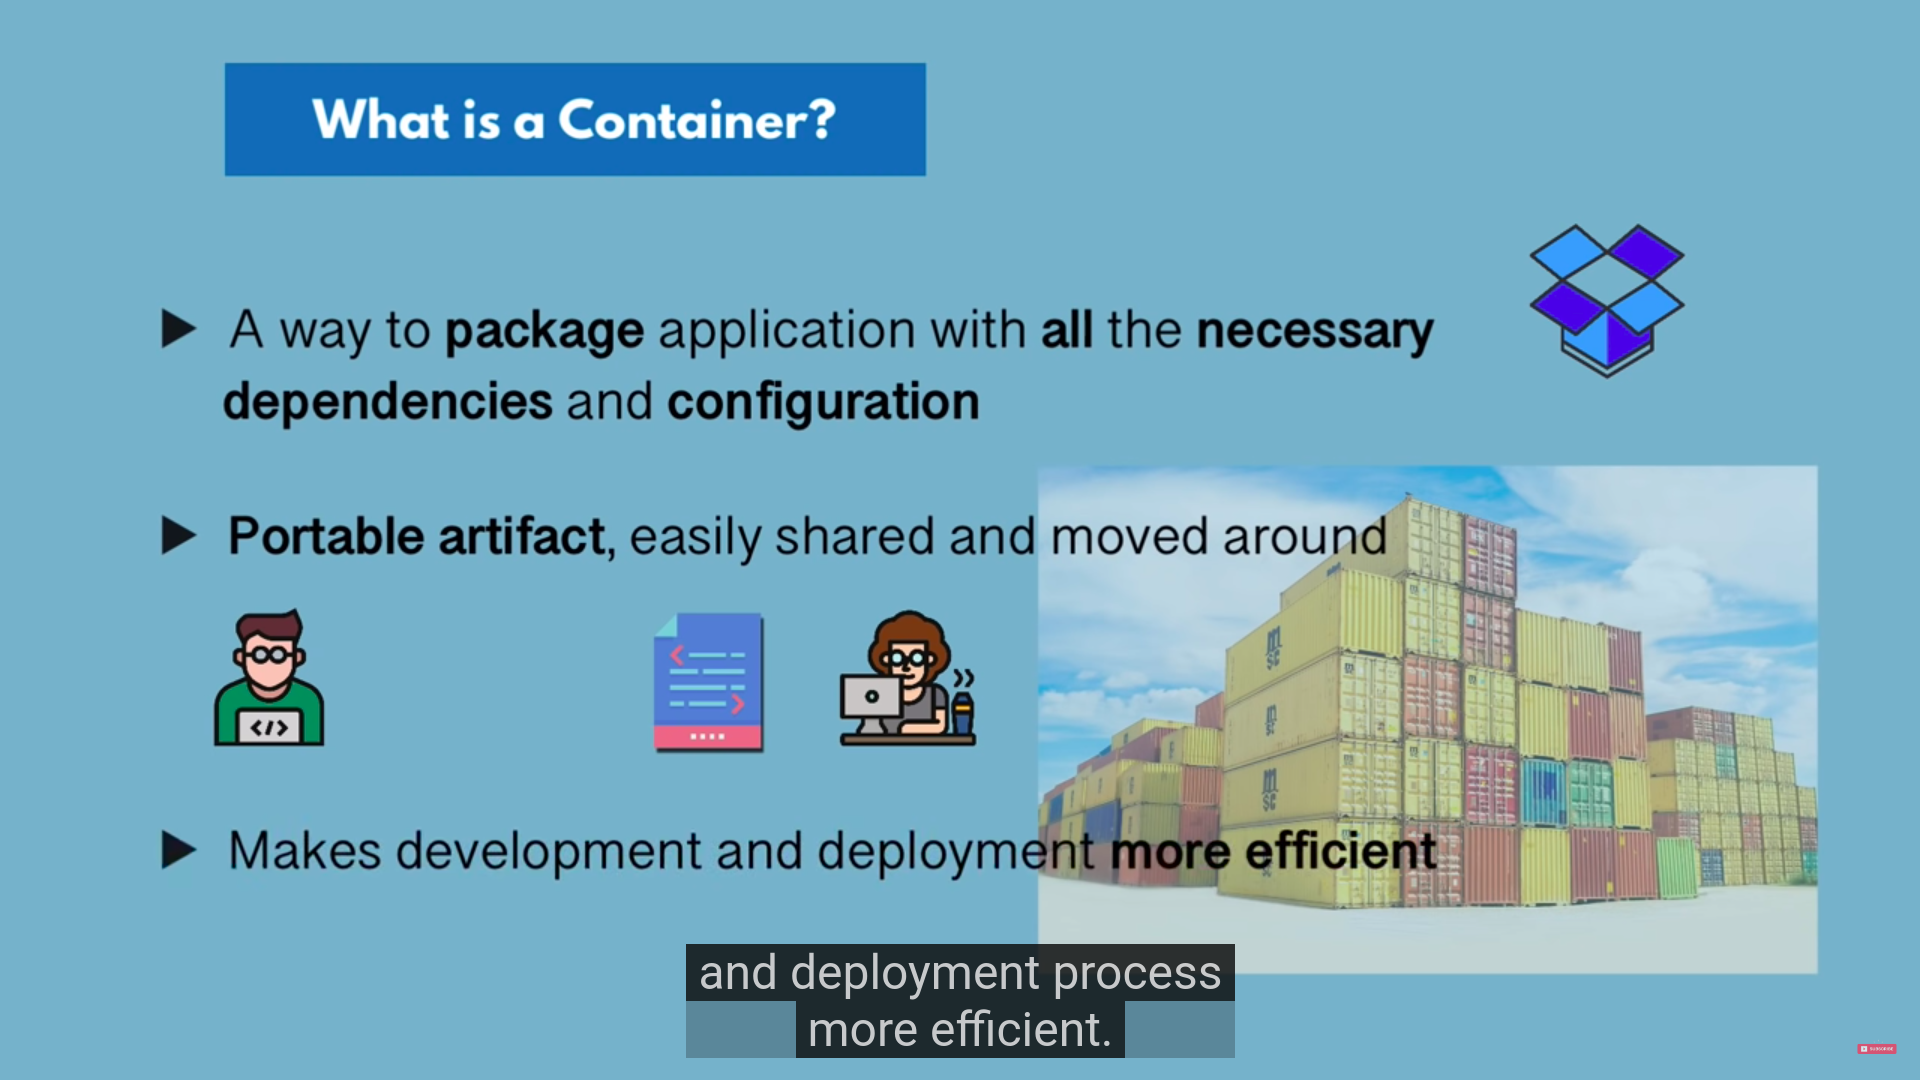 What is a Container?
A way to package application with all the necessary
dependencies and configuration
Portable artifact, easily shared and moved around
</>
Makes development and deployment more efficient
and deployment process
more efficient.
SUBSCRIBE